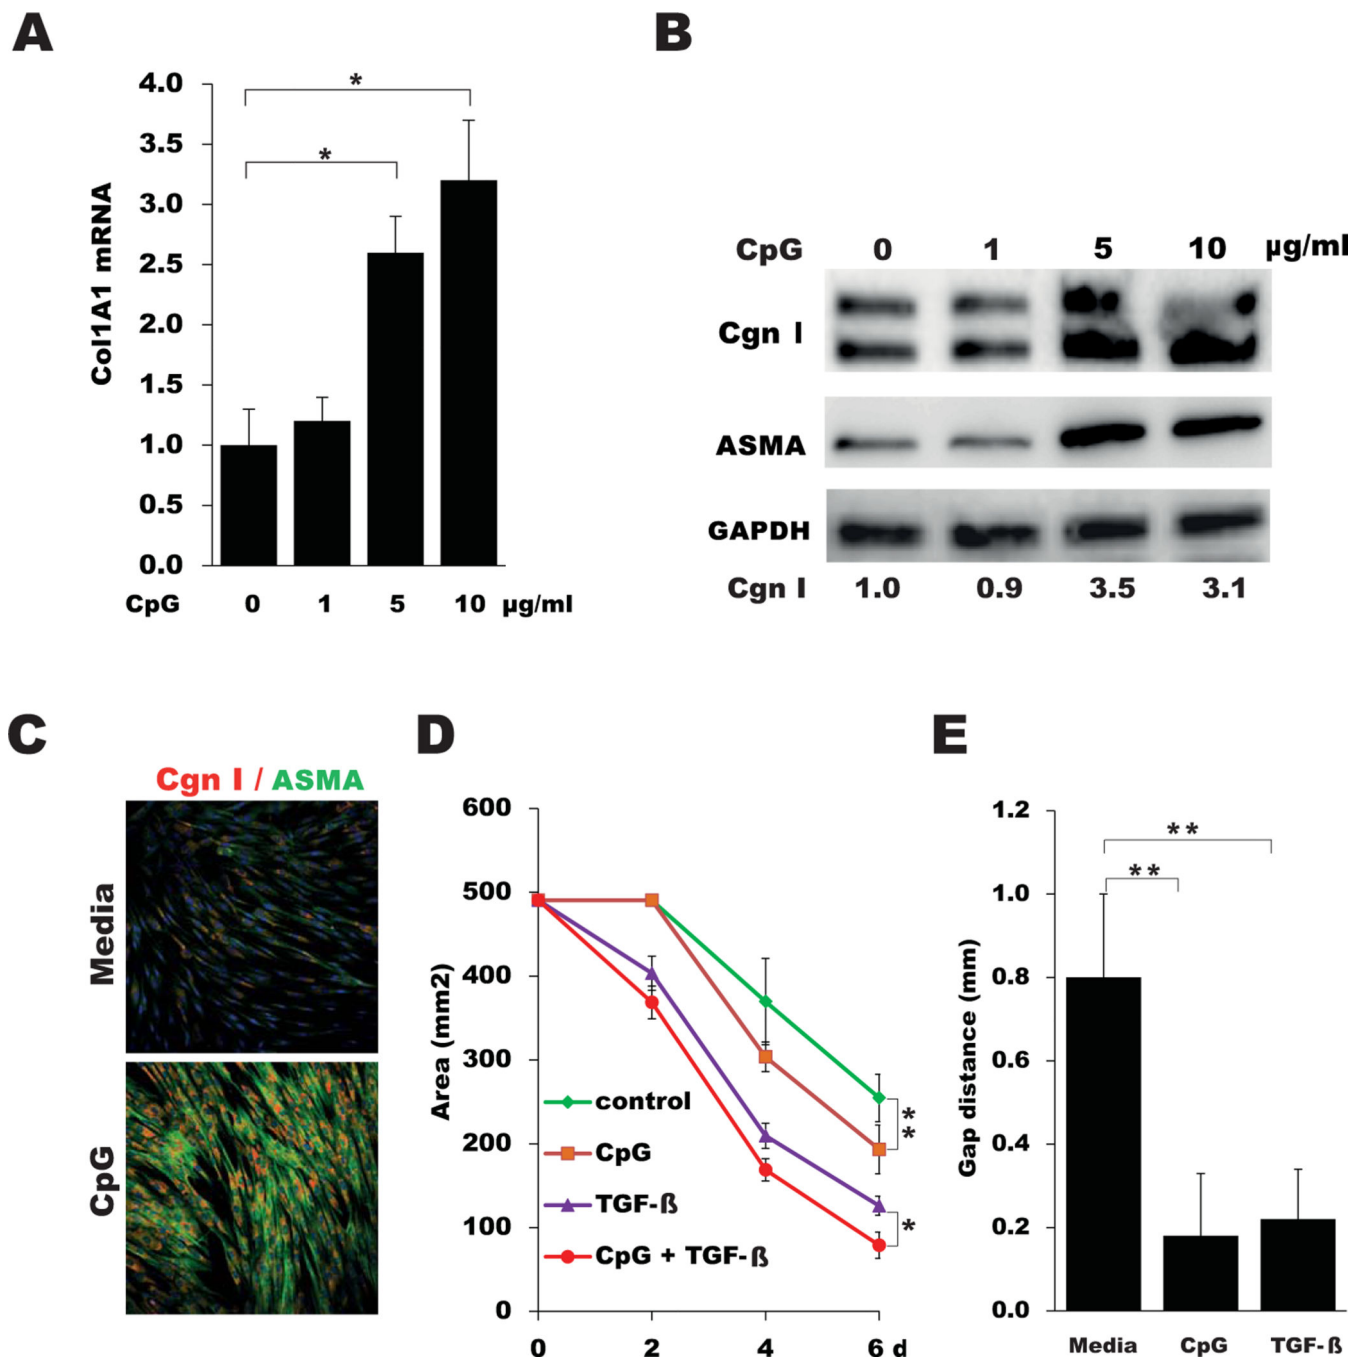 A
B
4.0
3.5
3.0
2.5
2.0
1.5
1.0
0.5
0.0
Col1A1 mRNA
*
*
CpG 0 1 5 10 µg/ml
CpG 0 1 5 10 µg/ml
Cgn I
ASMA
GAPDH
Cgn I 1.0 0.9 3.5 3.1
C
D
E
Cgn I / ASMA
Media
CpG
600
500
400
300
200
100
0
Area (mm2)
control
CpG
TGF-ß
CpG + TGF-ß
**
*
0 2 4 6 d
1.2
1.0
0.8
0.6
0.4
0.2
0.0
Gap distance (mm)
**
**
Media CpG TGF-ß